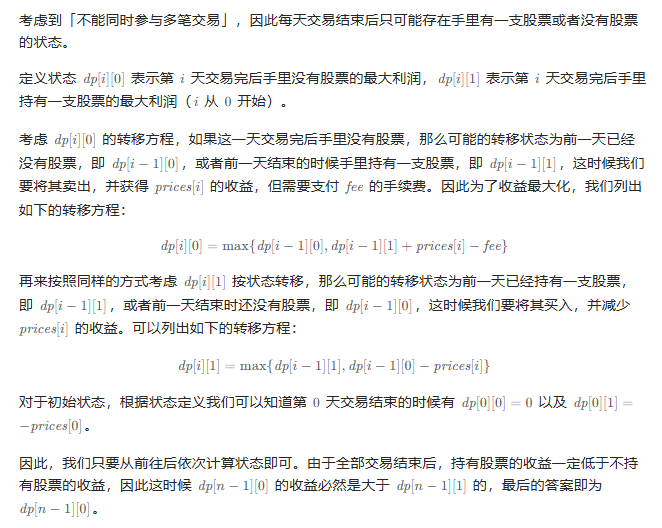 考虑到「不能同时参与多笔交易」，因此每天交易结束后只可能存在手里有一支股票或者没有股票
的状态。
定义状态 dp[i][0] 表示第 i 天交易完后手里没有股票的最大利润， dp[i][1] 表示第 i 天交易完后手里
持有一支股票的最大利润（i 从 0 开始）。
考虑 dp[i][0] 的转移方程，如果这一天交易完后手里没有股票，那么可能的转移状态为前一天已经
没有股票，即 dp[i − 1][0]，或者前一天结束的时候手里持有一支股票，即 dp[i − 1][1]，这时候我们
要将其卖出，并获得 prices[i] 的收益，但需要支付 fee 的手续费。因此为了收益最大化，我们列出
如下的转移方程：
dp[i][0] = max{dp[i − 1][0], dp[i − 1][1] + prices[i] − fee}
再来按照同样的方式考虑 dp[i][1] 按状态转移，那么可能的转移状态为前一天已经持有一支股票，
即 dp[i − 1][1]，或者前一天结束时还没有股票，即 dp[i − 1][0]，这时候我们要将其买入，并减少
prices[i] 的收益。可以列出如下的转移方程：
dp[i][1] = max{dp[i − 1][1], dp[i − 1][0] − prices[i]}
对于初始状态，根据状态定义我们可以知道第 0 天交易结束的时候有 dp[0][0] = 0 以及 dp[0][1] =
−prices[0]。
因此，我们只要从前往后依次计算状态即可。由于全部交易结束后，持有股票的收益一定低于不持
有股票的收益，因此这时候 dp[n − 1][0] 的收益必然是大于 dp[n − 1][1] 的，最后的答案即为
dp[n − 1][0]。